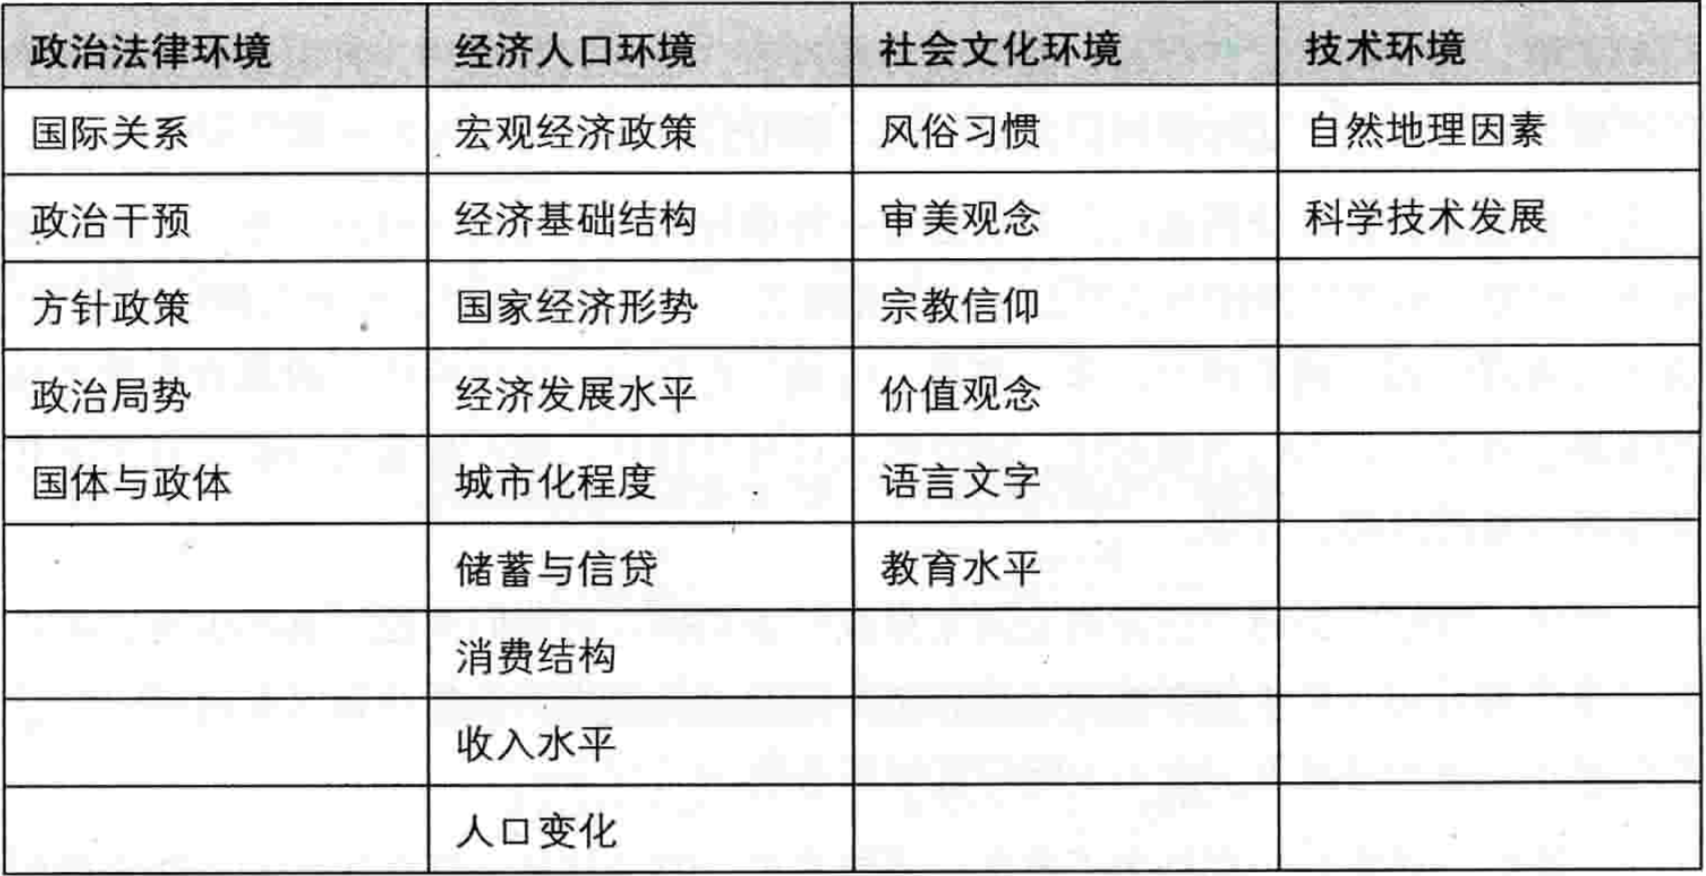 政治法律环境 经济人口环境 社会文化环境 技术环境
国际关系 宏观经济政策 风俗习惯 自然地理因素
政治干预 经济基础结构 审美观念 科学技术发展
方针政策 国家经济形势 宗教信仰
政治局势 经济发展水平 价值观念
国体与政体 城市化程度 语言文字
储蓄与信贷 教育水平
消费结构
收入水平
人口变化